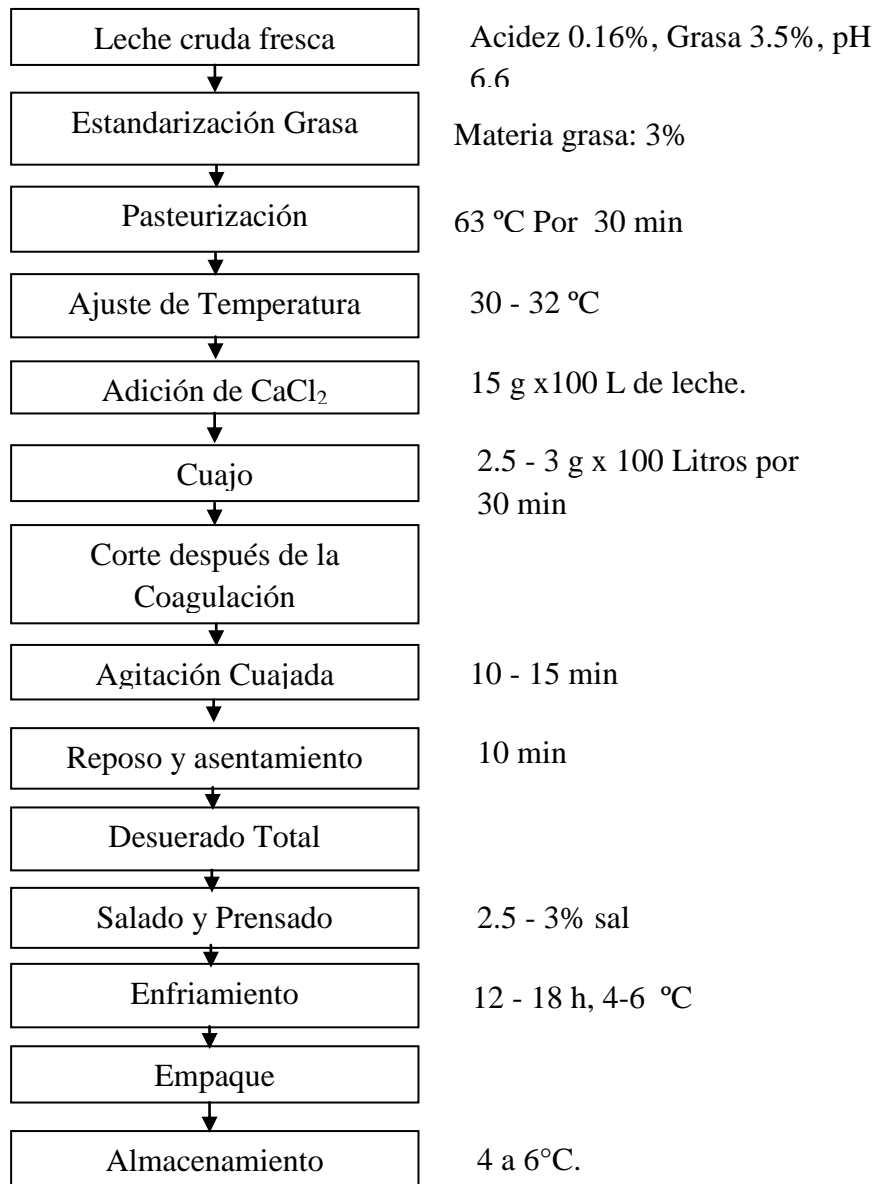 Leche cruda fresca
Acidez 0.16%, Grasa 3.5%, pH
6.6
Estandarización Grasa
Materia grasa: 3%
Pasteurización
63 ºC Por  30 min
Ajuste de Temperatura
30 - 32 ºC
Adición de CaCl₂
15 g x100 L de leche.
Cuajo
2.5 - 3 g x 100 Litros por
30 min
Corte después de la
Coagulación
Agitación Cuajada
10 - 15 min
Reposo y asentamiento
10 min
Desuerado Total
Salado y Prensado
2.5 - 3% sal
Enfriamiento
12 - 18 h, 4-6  ºC
Empaque
Almacenamiento
4 a 6°C.